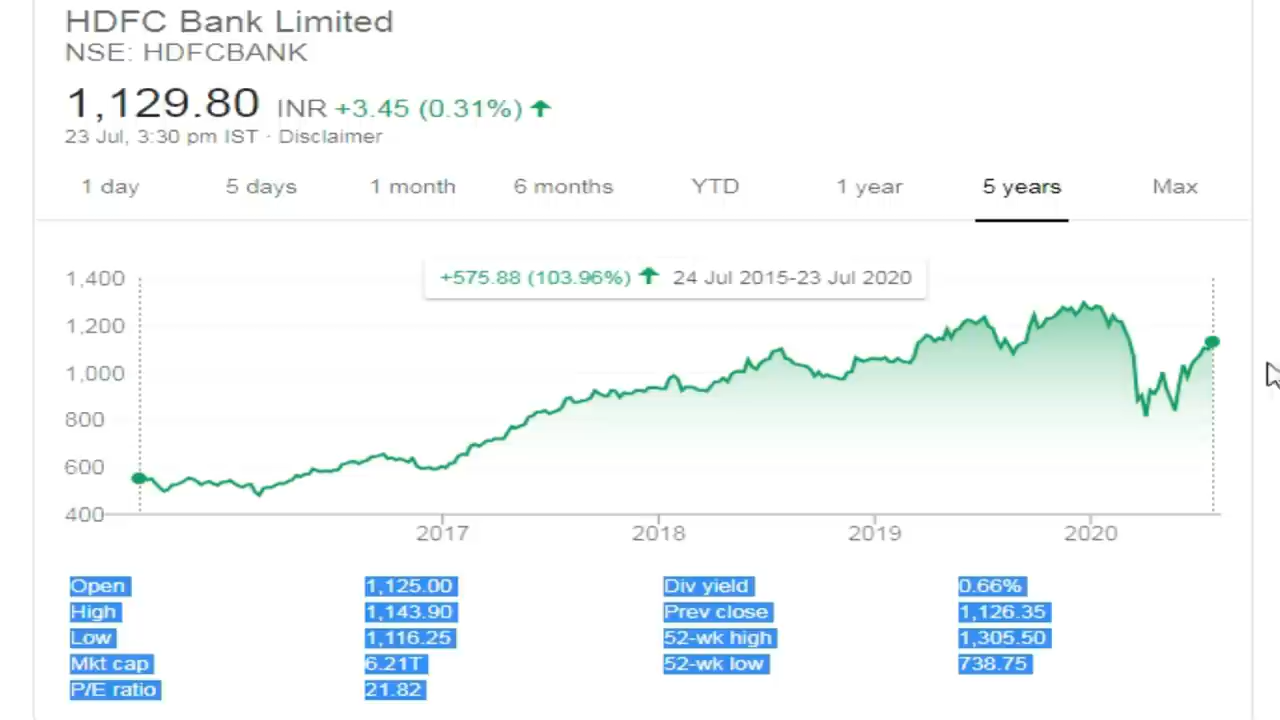 HDFC Bank Limited
NSE: HDFCBANK
1,129.80 INR +3.45 (0.31%)
23 Jul, 3:30 pm IST · Disclaimer
1 day 5 days 1 month 6 months YTD 1 year 5 years Max
+575.88 (103.96%) 24 Jul 2015-23 Jul 2020
1,400
1,200
1,000
800
600
400
2017 2018 2019 2020
Open 1,125.00 Div yield 0.66%
High 1,143.90 Prev close 1,126.35
Low 1,116.25 52-wk high 1,305.50
Mkt cap 6.21T 52-wk low 738.75
P/E ratio 21.82